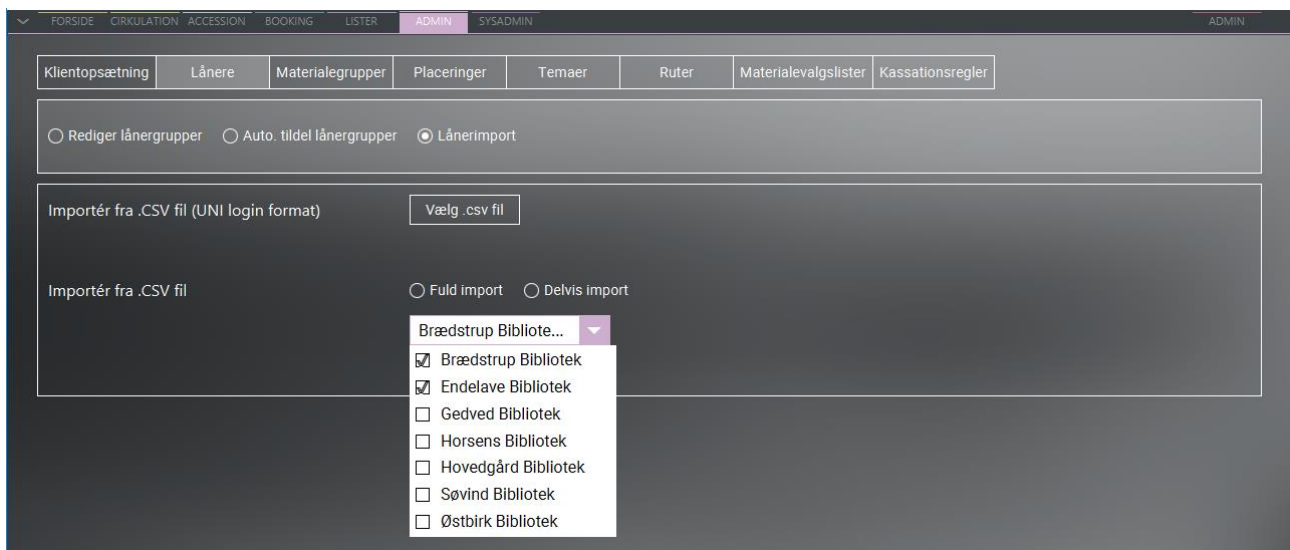 FORSIDE CIRKULATION ACCESSION BOOKING LISTER ADMIN SYSADMIN ADMIN
Klientopsætning Lånere Materialegrupper Placeringer Temaer Ruter Materialevalgslister Kassationsregler
Rediger lånergrupper Auto. tildel lånergrupper Lånerimport
Importér fra .CSV fil (UNI login format) Vælg .csv fil
Importér fra .CSV fil Fuld import Delvis import
Brædstrup Bibliote...
Brædstrup Bibliotek
Endelave Bibliotek
Gedved Bibliotek
Horsens Bibliotek
Hovedgård Bibliotek
Søvind Bibliotek
Østbirk Bibliotek